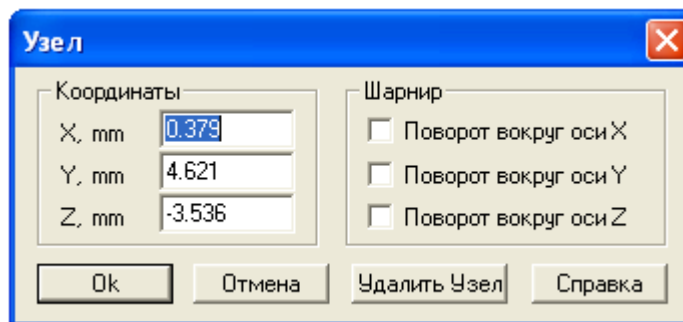 Узел
Координаты
X, mm 0.379
Y, mm 4.621
Z, mm -3.536
Шарнир
Поворот вокруг оси X
Поворот вокруг оси Y
Поворот вокруг оси Z
Ok Отмена Удалить Узел Справка